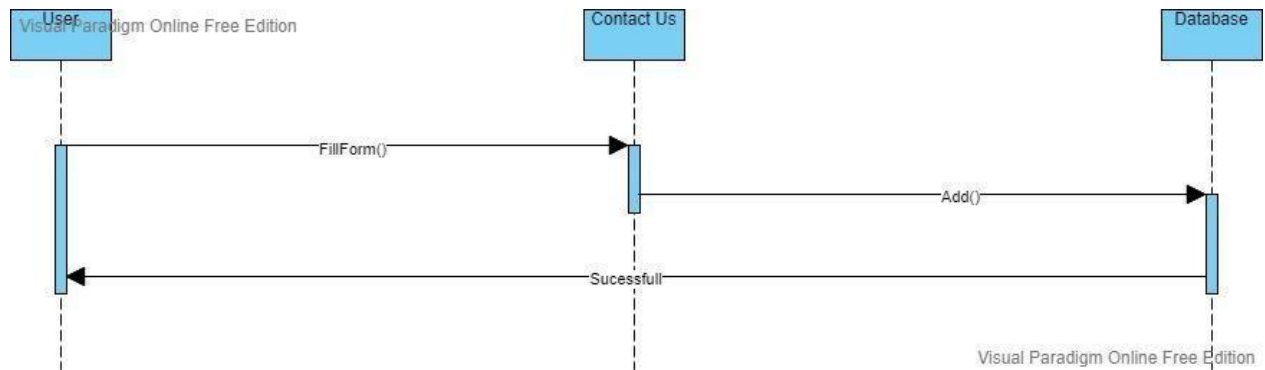 User
Visual Paradigm Online Free Edition
Contact Us
Database
FillForm()
Add()
Sucessfull
Visual Paradigm Online Free Edition